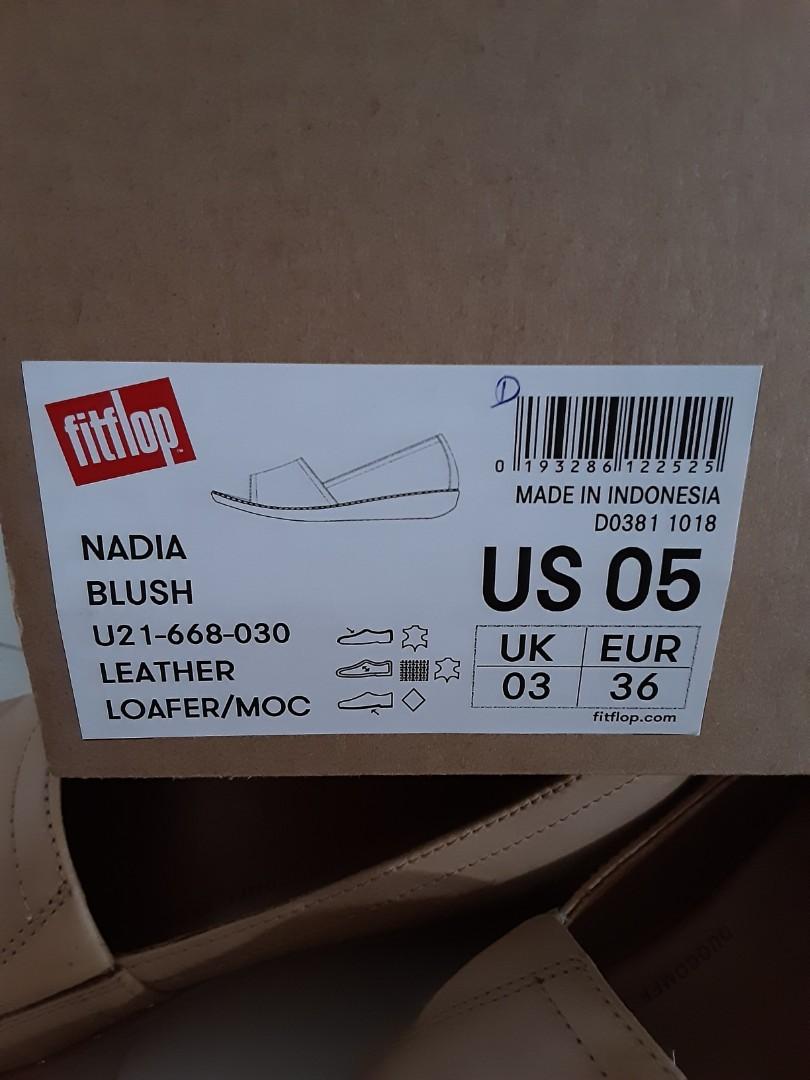 fitflop™
D
0 193286 122525
MADE IN INDONESIA
D0381 1018
NADIA
BLUSH
U21-668-030
LEATHER
LOAFER/MOC
US 05
UK EUR
03 36
fitflop.com